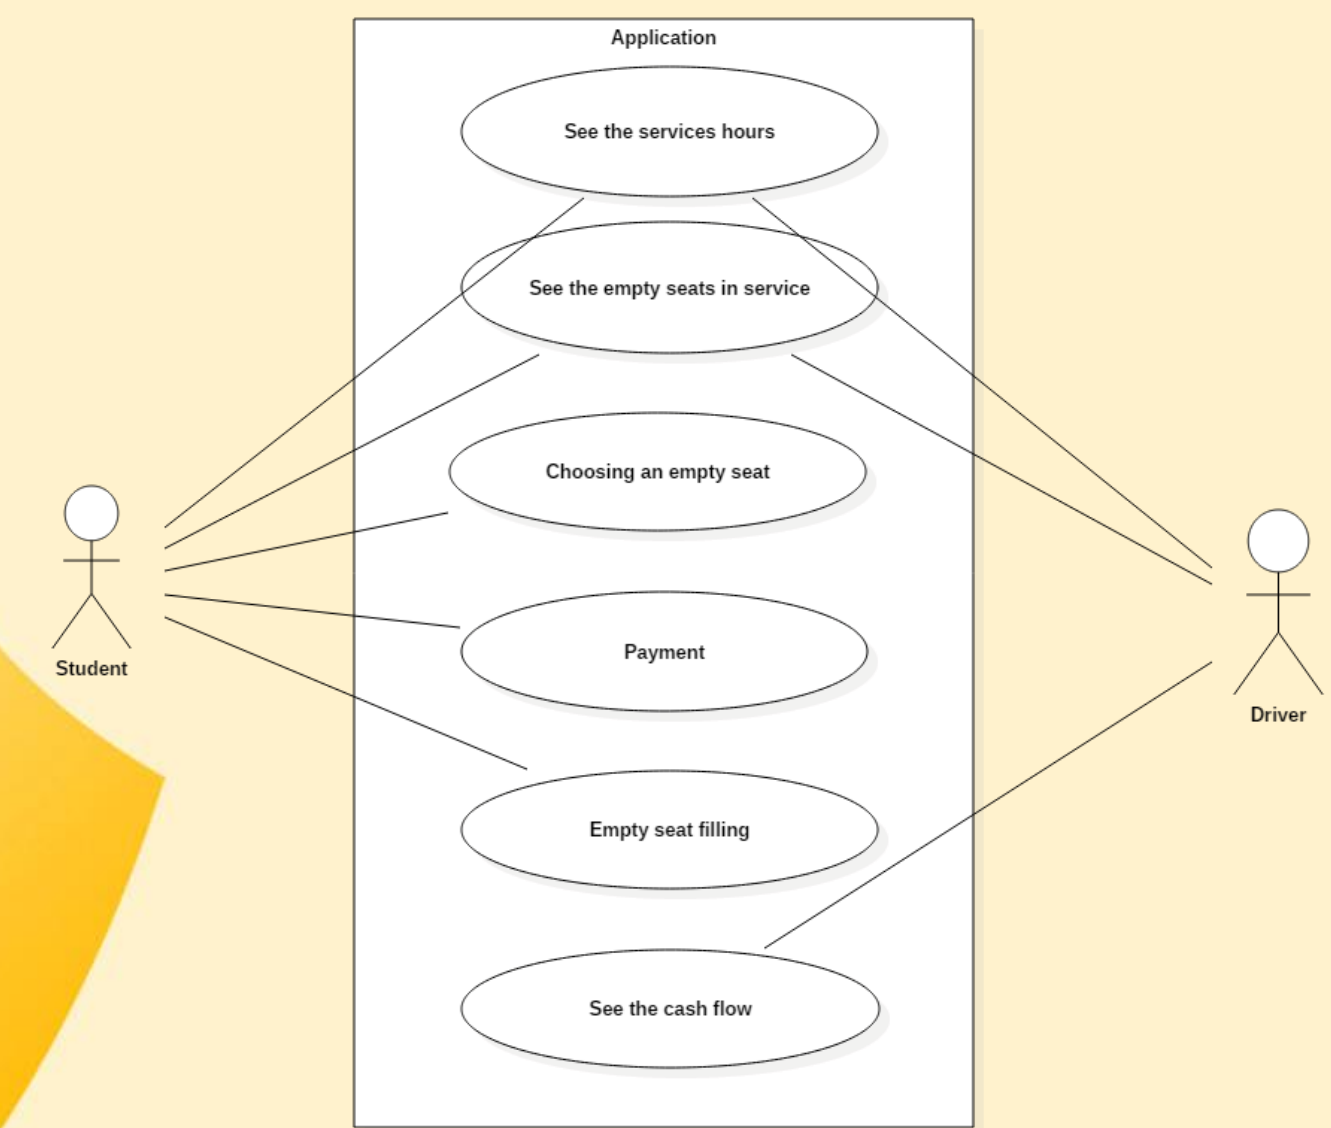 Application
See the services hours
See the empty seats in service
Choosing an empty seat
Payment
Empty seat filling
See the cash flow
Student
Driver